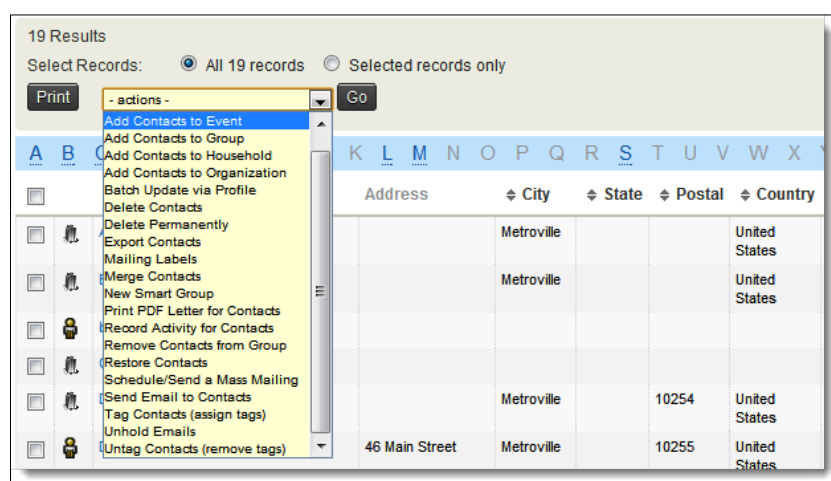 19 Results
Select Records: All 19 records Selected records only
Print - actions - Go
Add Contacts to Event
Add Contacts to Group
Add Contacts to Household
Add Contacts to Organization
Batch Update via Profile
Delete Contacts
Delete Permanently
Export Contacts
Mailing Labels
Merge Contacts
New Smart Group
Print PDF Letter for Contacts
Record Activity for Contacts
Remove Contacts from Group
Restore Contacts
Schedule/Send a Mass Mailing
Send Email to Contacts
Tag Contacts (assign tags)
Unhold Emails
Untag Contacts (remove tags)
A B K L M N O P Q R S T U V W X
Address City State Postal Country
Metroville United
States
Metroville United
States
Metroville 10254 United
States
46 Main Street Metroville 10255 United
States